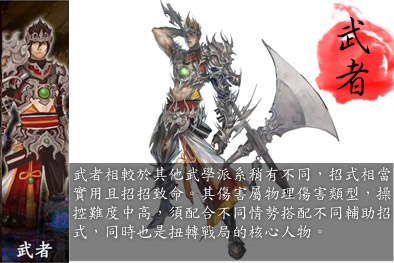 武者
武者
武者相較於其他武學派系稍有不同，招式相當
實用且招招致命。其傷害屬物理傷害類型，操
控難度中高，須配合不同情勢搭配不同輔助招
式，同時也是扭轉戰局的核心人物。